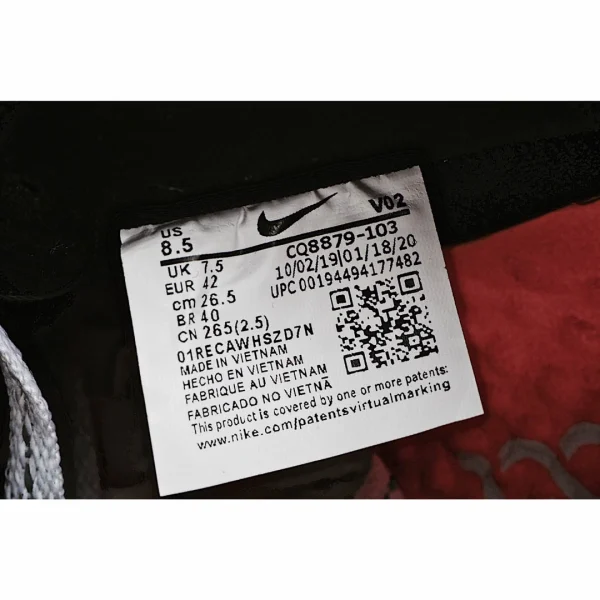 US
8.5
V02
CQ8879-103
UK 7.5
10/02/19|01/18/20
EUR 42
UPC 00194494177482
cm 26.5
BR 40
CN 265(2.5)
01RECAWHSZD7N
MADE IN VIETNAM
HECHO EN VIETNAM
FABRIQUE AU VIETNAM
FABRICADO NO VIETNÃ
This product is covered by one or more patents:
www.nike.com/patentsvirtualmarking